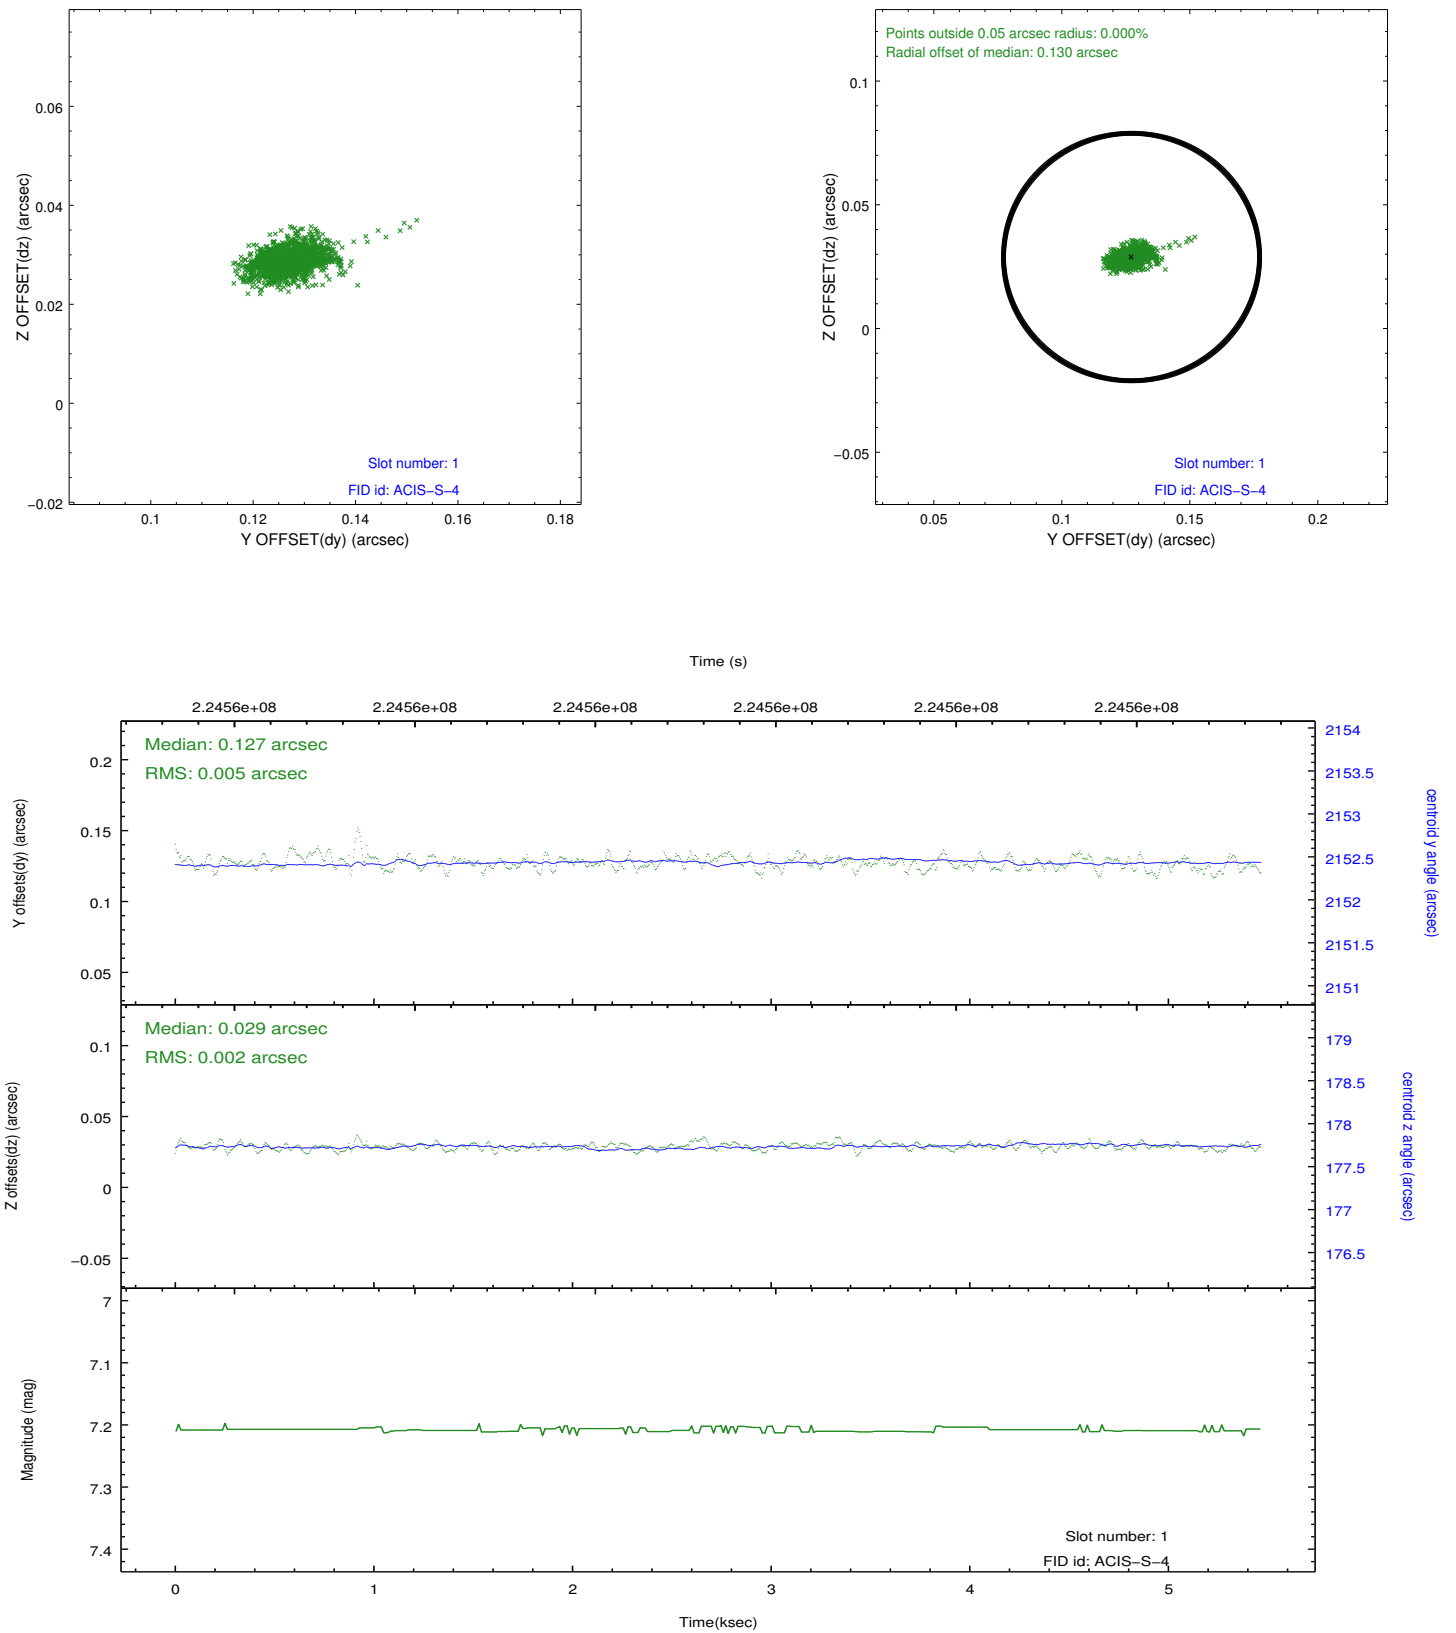 0.06
0.04
0.02
0
−0.02
Z OFFSET(dz) (arcsec)
Slot number: 1
FID id: ACIS−S−4
0.1 0.12 0.14 0.16 0.18
Y OFFSET(dy) (arcsec)
Points outside 0.05 arcsec radius: 0.000%
Radial offset of median: 0.130 arcsec
0.1
0.05
0
−0.05
Z OFFSET(dz) (arcsec)
Slot number: 1
FID id: ACIS−S−4
0.05 0.1 0.15 0.2
Y OFFSET(dy) (arcsec)
Time (s)
2.2456e+08 2.2456e+08 2.2456e+08 2.2456e+08 2.2456e+08 2.2456e+08
Median: 0.127 arcsec
RMS: 0.005 arcsec
0.2
0.15
0.1
0.05
Y offsets(dy) (arcsec)
2154
2153.5
2153
2152.5
2152
2151.5
2151
centroid y angle (arcsec)
Median: 0.029 arcsec
RMS: 0.002 arcsec
0.1
0.05
0
−0.05
Z offsets(dz) (arcsec)
179
178.5
178
177.5
177
176.5
centroid z angle (arcsec)
7
7.1
7.2
7.3
7.4
Magnitude (mag)
Slot number: 1
FID id: ACIS−S−4
0 1 2 3 4 5
Time(ksec)